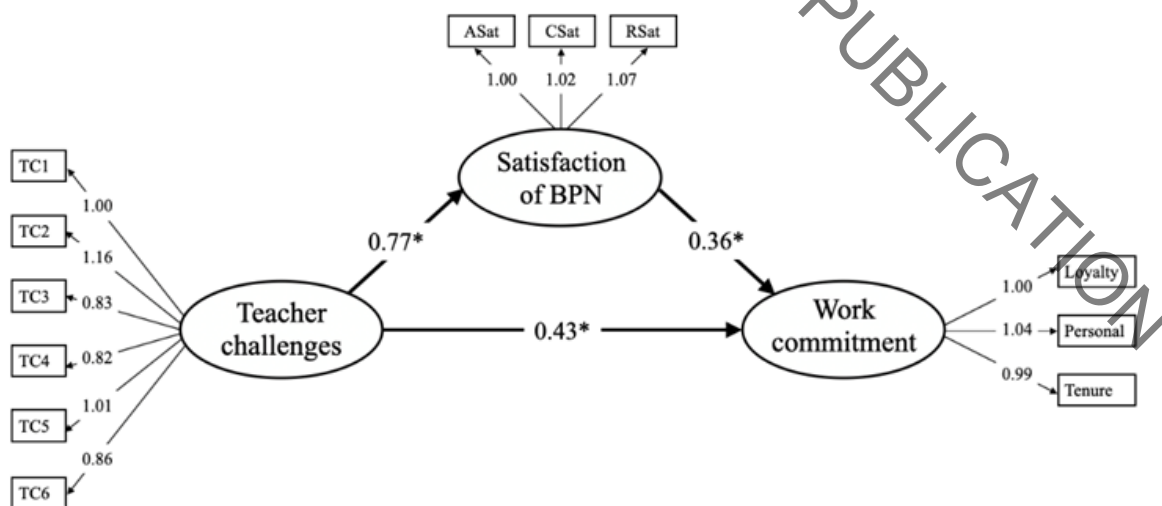 ASat CSat RSat
1.00 1.02 1.07
Satisfaction
of BPN
TC1
1.00
TC2
1.16
TC3
0.83
TC4
0.82
TC5
1.01
TC6
0.86
0.77*
0.36*
Teacher
challenges
0.43*
Work
commitment
1.00
Loyalty
1.04
Personal
0.99
Tenure
PUBLICATION